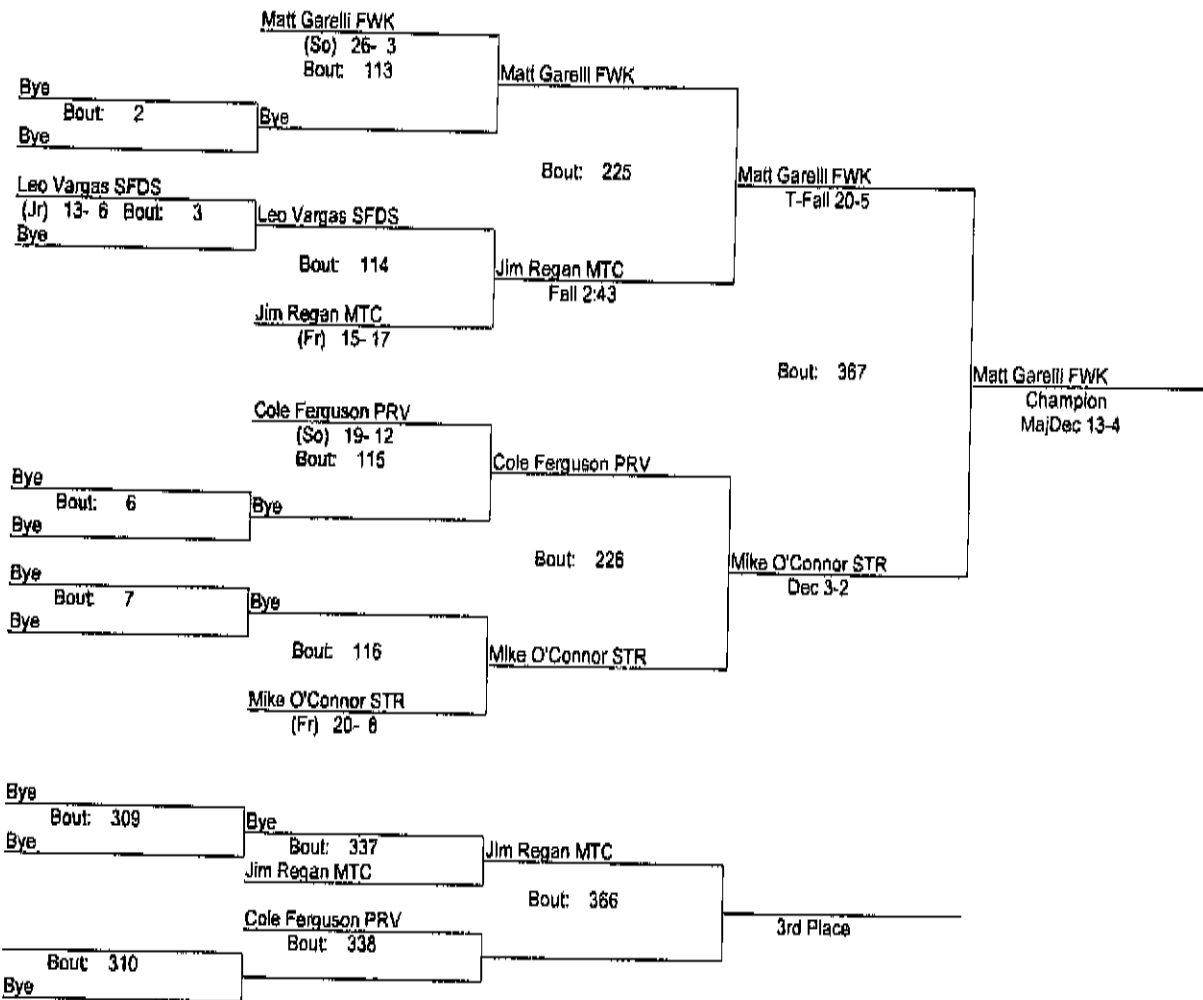 Matt Garelli FWK
(So) 26- 3
Bout: 113
Matt Garelli FWK
Bye
Bout: 2
Bye
Bye
Bout: 225
Matt Garelli FWK
T-Fall 20-5
Leo Vargas SFDS
(Jr) 13- 6 Bout: 3
Leo Vargas SFDS
Bye
Bout: 114
Jim Regan MTC
Fall 2:43
Jim Regan MTC
(Fr) 15- 17
Bout: 367
Matt Garelli FWK
Champion
MajDec 13-4
Cole Ferguson PRV
(So) 19- 12
Bout: 115
Cole Ferguson PRV
Bye
Bout: 6
Bye
Bye
Bout: 226
Mike O'Connor STR
Dec 3-2
Bye
Bout: 7
Bye
Bye
Bout: 116
Mike O'Connor STR
Mike O'Connor STR
(Fr) 20- 6
Bye
Bout: 309
Bye
Bye
Bout: 337
Jim Regan MTC
Jim Regan MTC
Bout: 366
Cole Ferguson PRV
Bout: 338
3rd Place
Bout: 310
Bye